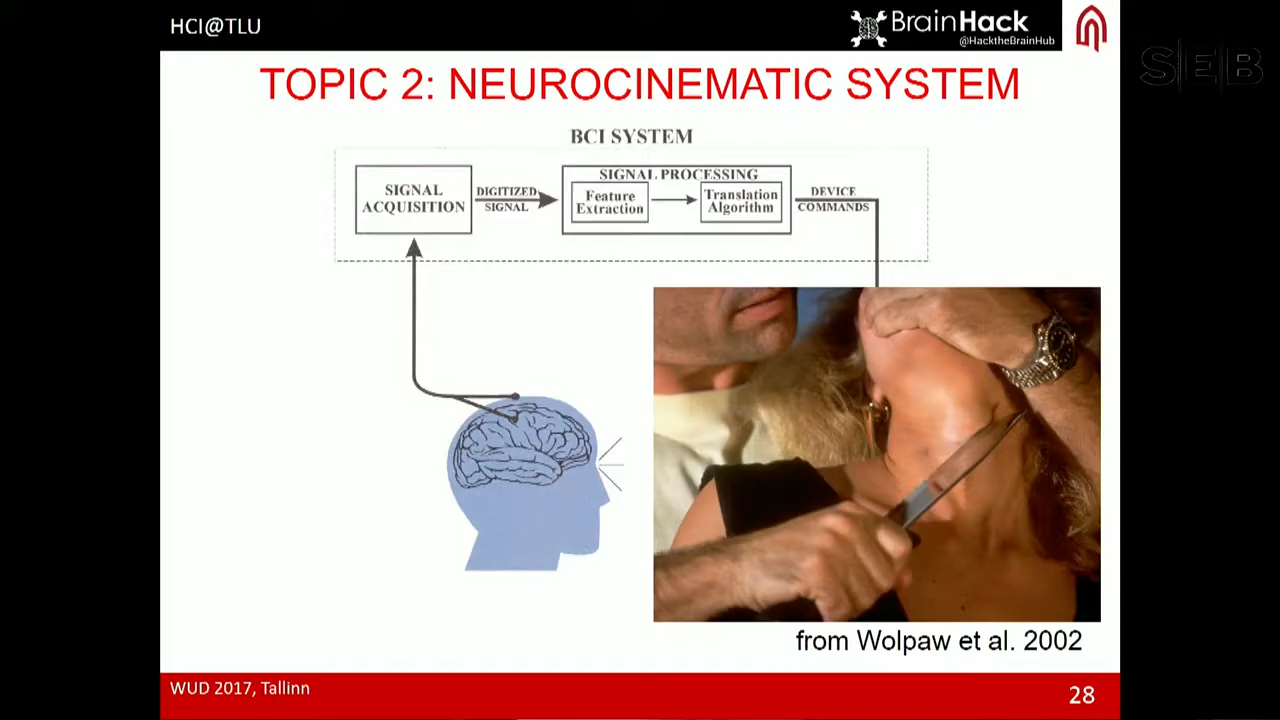 HCI@TLU
BrainHack
@HacktheBrainHub
SEB
TOPIC 2: NEUROCINEMATIC SYSTEM
BCI SYSTEM
SIGNAL
ACQUISITION
DIGITIZED
SIGNAL
SIGNAL PROCESSING
Feature
Extraction
Translation
Algorithm
DEVICE
COMMANDS
from Wolpaw et al. 2002
WUD 2017, Tallinn
28